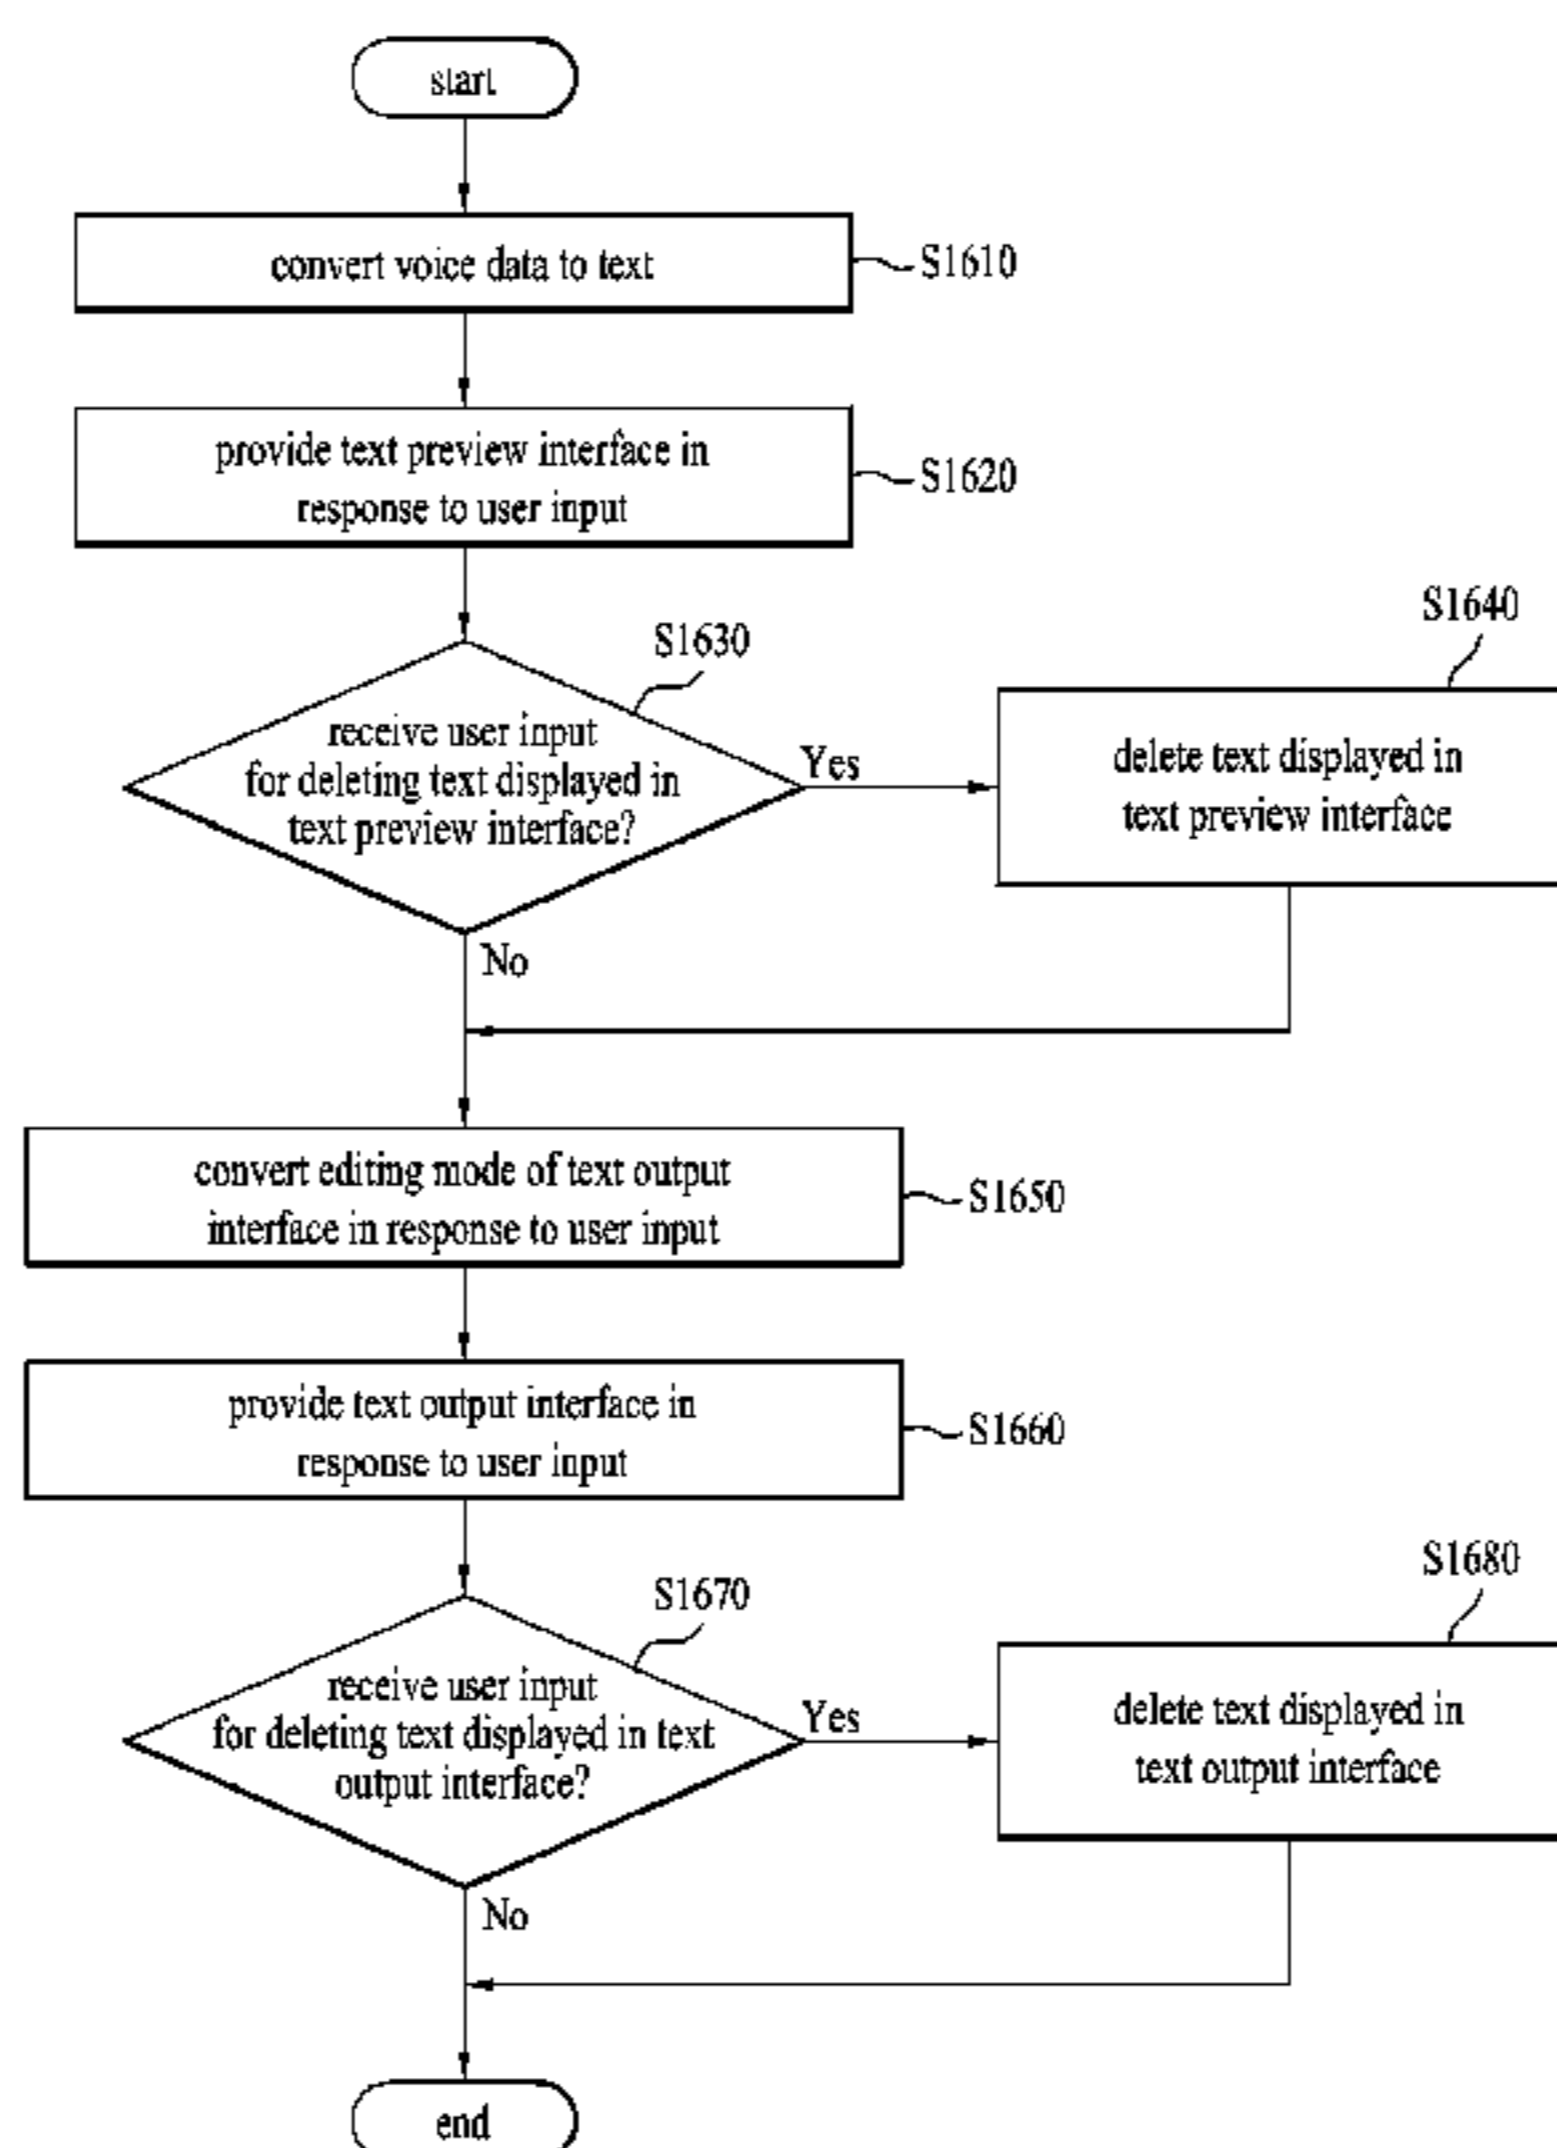 start
convert voice data to text
S1610
provide text preview interface in
response to user input
S1620
S1630
receive user input
for deleting text displayed in
text preview interface?
Yes
No
S1640
delete text displayed in
text preview interface
convert editing mode of text output
interface in response to user input
S1650
provide text output interface in
response to user input
S1660
S1670
receive user input
for deleting text displayed in text
output interface?
Yes
No
S1680
delete text displayed in
text output interface
end